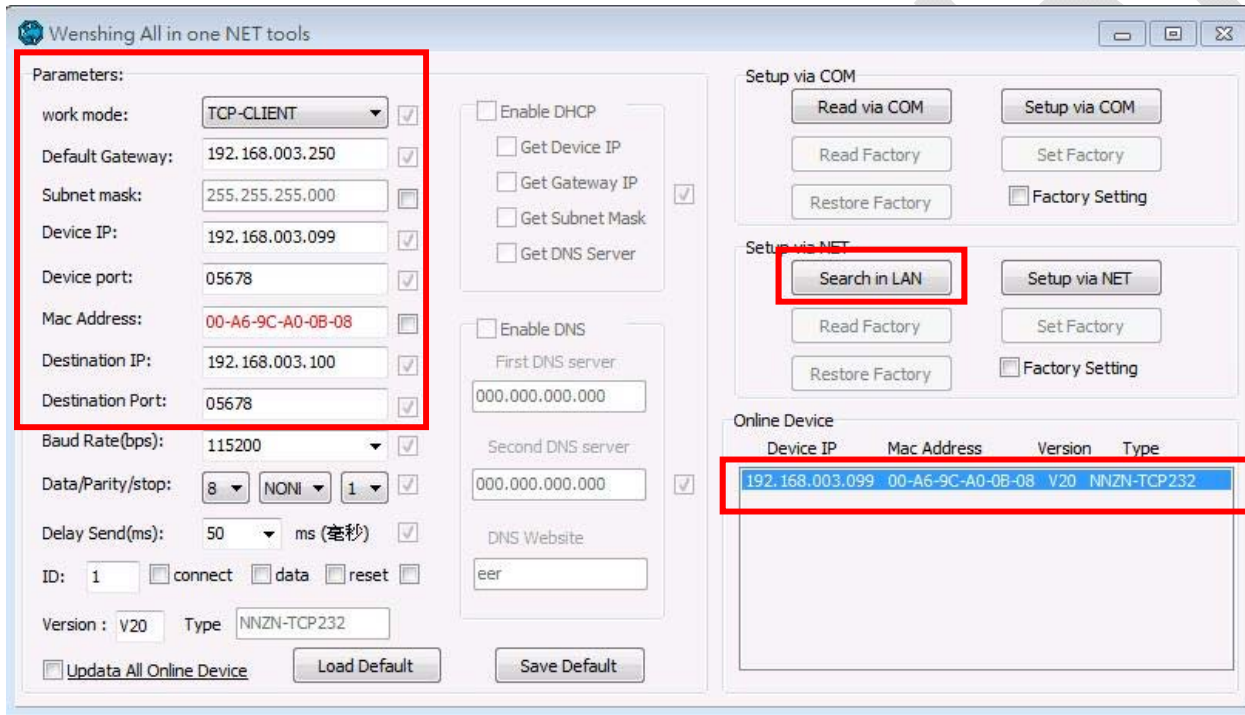 Wenshing All in one NET tools
Parameters:
work mode: TCP-CLIENT
Default Gateway: 192.168.003.250
Subnet mask: 255.255.255.000
Device IP: 192.168.003.099
Device port: 05678
Mac Address: 00-A6-9C-A0-0B-08
Destination IP: 192.168.003.100
Destination Port: 05678
Baud Rate(bps): 115200
Data/Parity/stop: 8 NONI 1
Delay Send(ms): 50 ms (毫秒)
ID: 1 connect data reset
Version : V20 Type NNZN-TCP232
Updata All Online Device Load Default Save Default
Enable DHCP
Get Device IP
Get Gateway IP
Get Subnet Mask
Get DNS Server
Enable DNS
First DNS server
000.000.000.000
Second DNS server
000.000.000.000
DNS Website
eer
Setup via COM
Read via COM Setup via COM
Read Factory Set Factory
Restore Factory Factory Setting
Setup via NET
Search in LAN Setup via NET
Read Factory Set Factory
Restore Factory Factory Setting
Online Device
Device IP Mac Address Version Type
192.168.003.099 00-A6-9C-A0-0B-08 V20 NNZN-TCP232